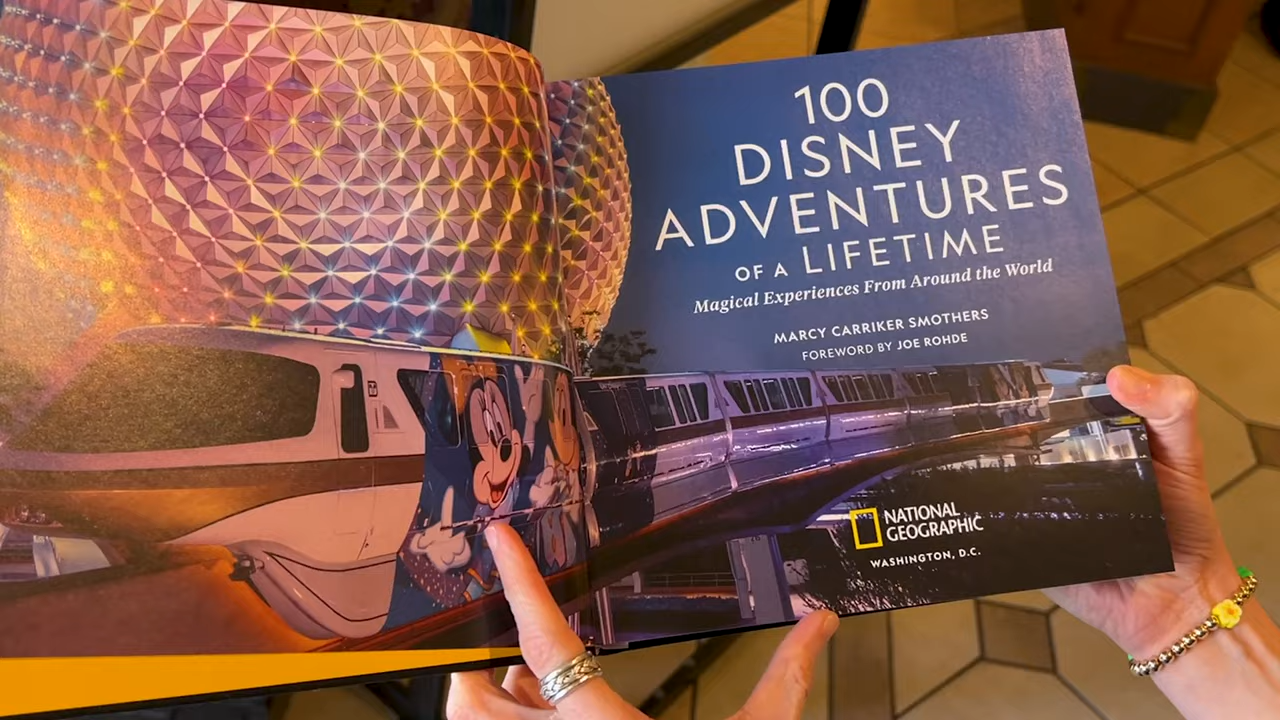 100
DISNEY
ADVENTURES
OF A LIFETIME
Magical Experiences From Around the World
MARCY CARRIKER SMOTHERS
FOREWORD BY JOE ROHDE
NATIONAL
GEOGRAPHIC
WASHINGTON, D.C.